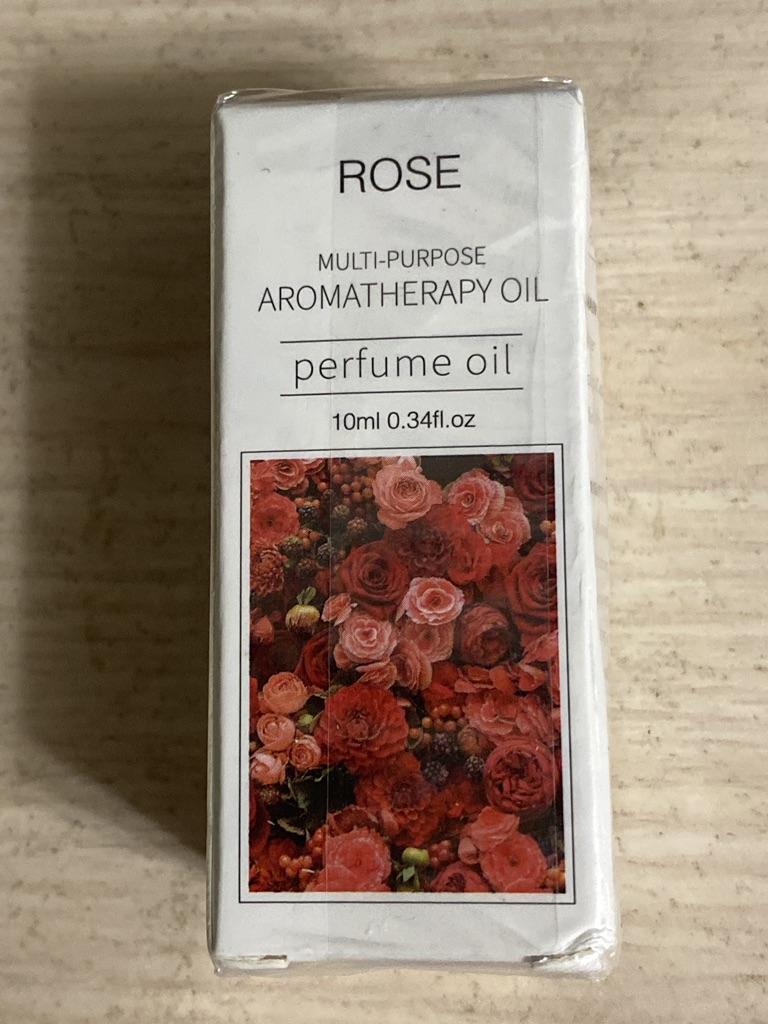 ROSE
MULTI-PURPOSE
AROMATHERAPY OIL
perfume oil
10ml 0.34fl.oz